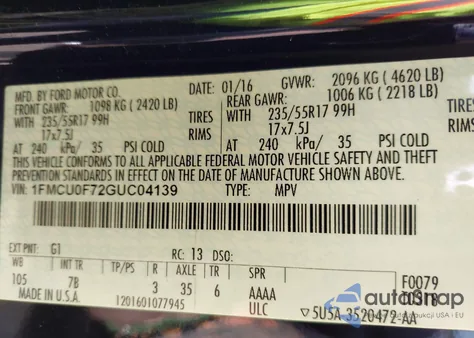 MFD. BY FORD MOTOR CO.
DATE: 01/16 GVWR: 2096 KG (4620 LB)
FRONT GAWR: 1098 KG (2420 LB) REAR GAWR: 1006 KG (2218 LB)
WITH TIRES WITH TIRES
235/55R17 99H 235/55R17 99H
17x7.5J RIMS 17x7.5J RIMS
AT 240 kPa/ 35 PSI COLD AT 240 kPa/ 35 PSI COLD
THIS VEHICLE CONFORMS TO ALL APPLICABLE FEDERAL MOTOR VEHICLE SAFETY AND THEFT
PREVENTION STANDARDS IN EFFECT ON THE DATE OF MANUFACTURE SHOWN ABOVE.
VIN: 1FMCU0F72GUC04139 TYPE: MPV
EXT PNT: G1 RC: 13 DSO:
WB INT TR TP/PS R AXLE TR SPR F0079
105 7B 3 35 6 AAAA
MADE IN U.S.A. 1201601077945 ULC
5U5A-3520472-AA
autosnap